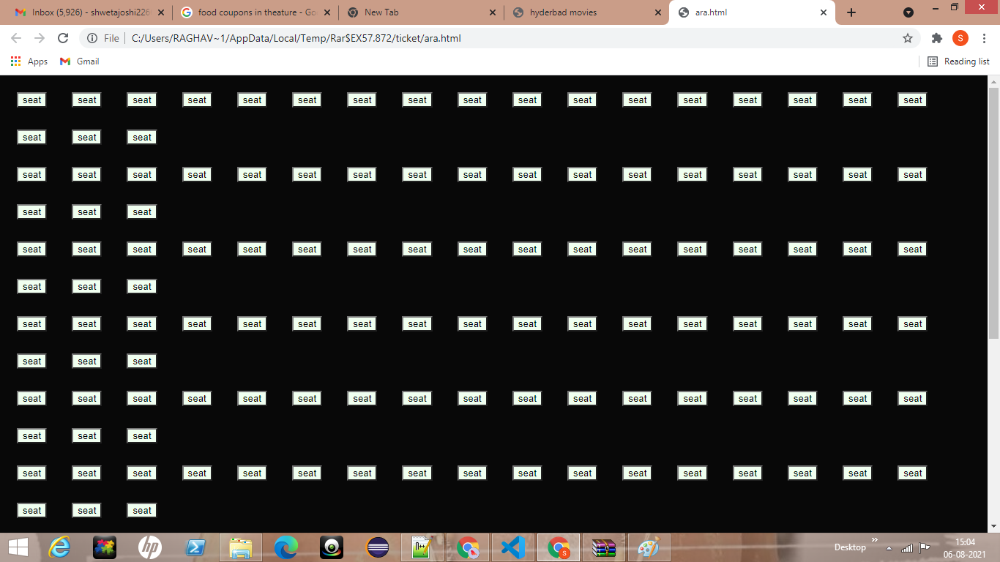 Inbox (5,926) - shwetajoshi226 food coupons in theature - Go New Tab hyderbad movies ara.html
File C:/Users/RAGHAV~1/AppData/Local/Temp/Rar$EX57.872/ticket/ara.html S
Apps Gmail Reading list
seat seat seat seat seat seat seat seat seat seat seat seat seat seat seat seat seat
seat seat seat
seat seat seat seat seat seat seat seat seat seat seat seat seat seat seat seat seat
seat seat seat
seat seat seat seat seat seat seat seat seat seat seat seat seat seat seat seat seat
seat seat seat
seat seat seat seat seat seat seat seat seat seat seat seat seat seat seat seat seat
seat seat seat
seat seat seat seat seat seat seat seat seat seat seat seat seat seat seat seat seat
seat seat seat
seat seat seat seat seat seat seat seat seat seat seat seat seat seat seat seat seat
seat seat seat
Desktop 15:04
06-08-2021